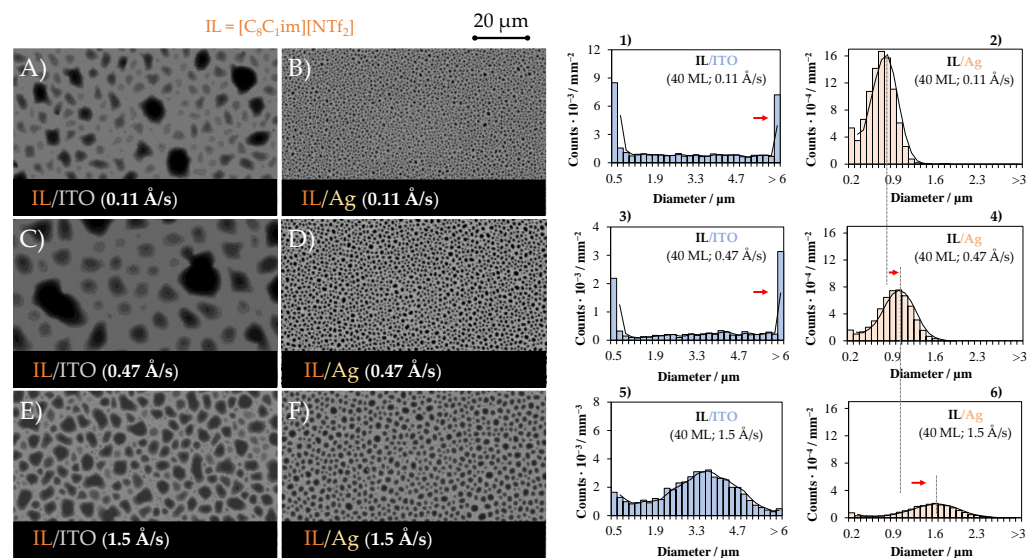 IL = [C₈C₁im][NTf₂]
20 µm
A)
IL/ITO (0.11 Å/s)
B)
IL/Ag (0.11 Å/s)
C)
IL/ITO (0.47 Å/s)
D)
IL/Ag (0.47 Å/s)
E)
IL/ITO (1.5 Å/s)
F)
IL/Ag (1.5 Å/s)
1)
IL/ITO
(40 ML; 0.11 Å/s)
Counts · 10⁻³ / mm⁻²
12
9
6
3
0
0.5 1.9 3.3 4.7 > 6
Diameter / µm
2)
IL/Ag
(40 ML; 0.11 Å/s)
Counts · 10⁻⁴ / mm⁻²
16
12
8
4
0
0.2 0.9 1.6 2.3 >3
Diameter / µm
3)
IL/ITO
(40 ML; 0.47 Å/s)
Counts · 10⁻³ / mm⁻²
4
3
2
1
0
0.5 1.9 3.3 4.7 > 6
Diameter / µm
4)
IL/Ag
(40 ML; 0.47 Å/s)
Counts · 10⁻⁴ / mm⁻²
16
12
8
4
0
0.2 0.9 1.6 2.3 >3
Diameter / µm
5)
IL/ITO
(40 ML; 1.5 Å/s)
Counts · 10⁻³ / mm⁻³
8
6
4
2
0
0.5 1.9 3.3 4.7 > 6
Diameter / µm
6)
IL/Ag
(40 ML; 1.5 Å/s)
Counts · 10⁻⁴ / mm⁻²
16
12
8
4
0
0.2 0.9 1.6 2.3 >3
Diameter / µm